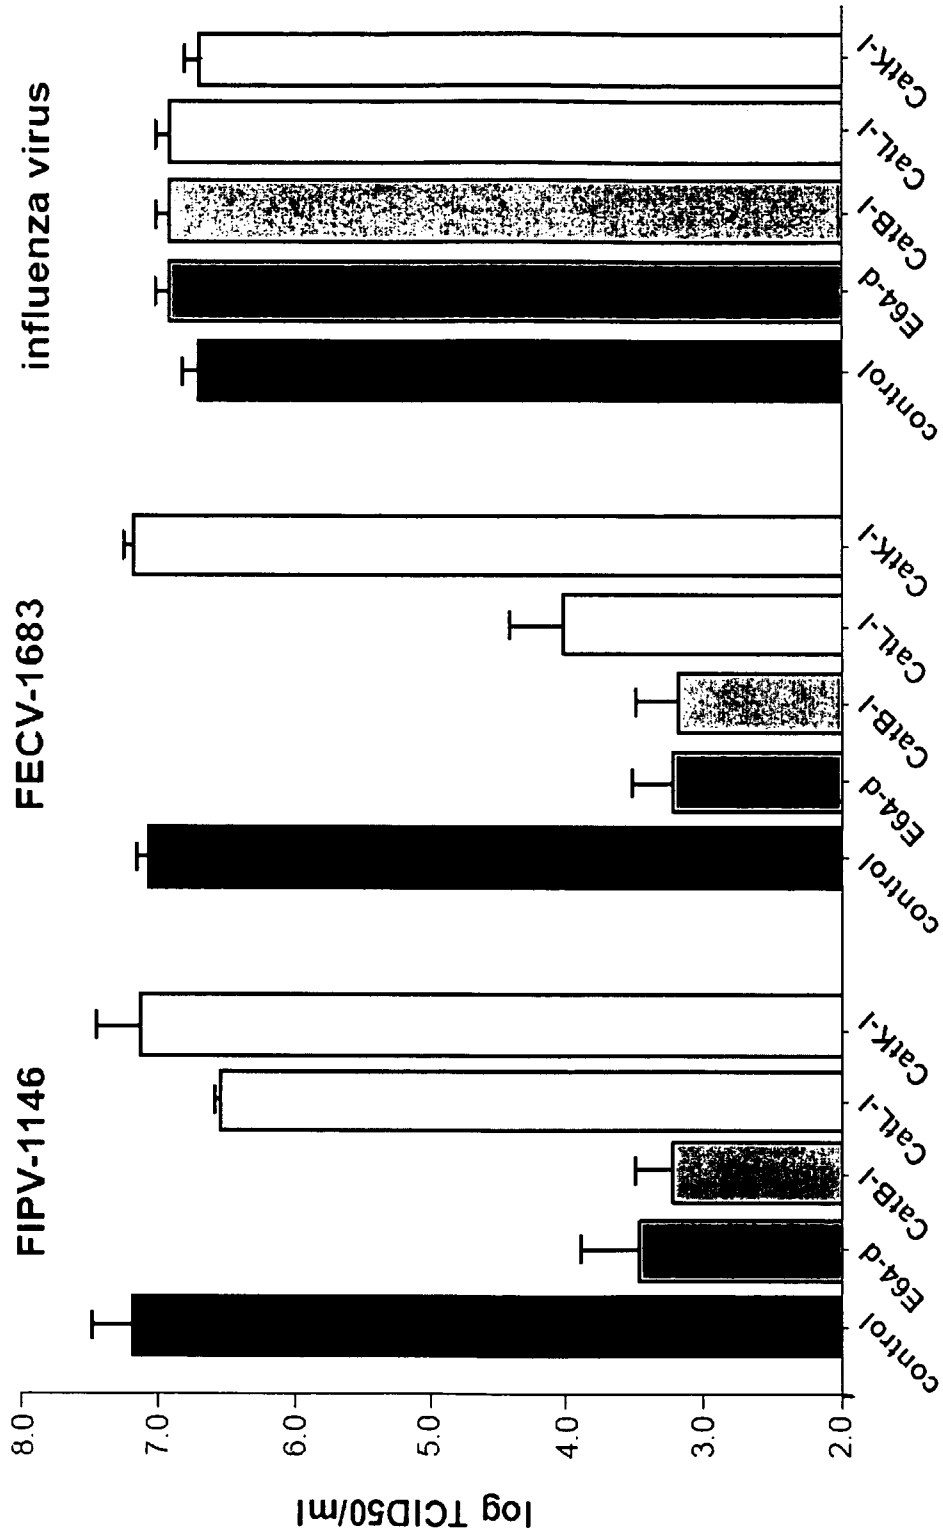 FIPV-1146
FECV-1683
influenza virus
log TCID50/ml
8.0
7.0
6.0
5.0
4.0
3.0
2.0
control
E64-d
CatB-I
CatL-I
CatK-I
control
E64-d
CatB-I
CatL-I
CatK-I
control
E64-d
CatB-I
CatL-I
CatK-I